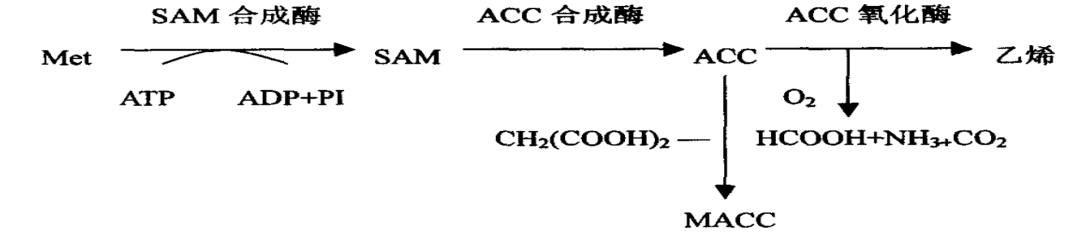 SAM 合成酶 ACC 合成酶 ACC 氧化酶
Met SAM ACC 乙烯
ATP ADP+PI O₂
CH₂(COOH)₂ HCOOH+NH₃+CO₂
MACC